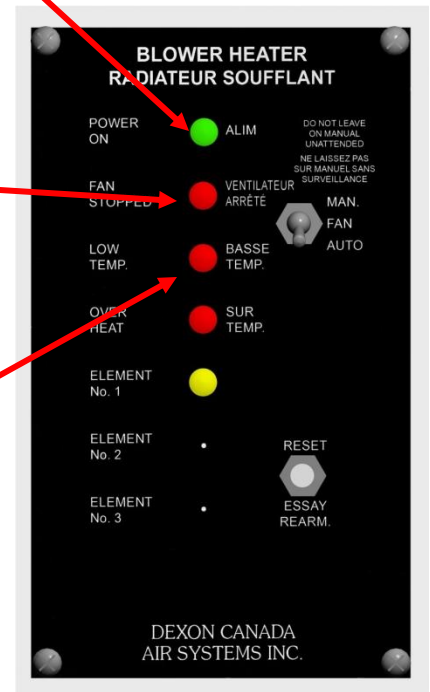 BLOWER HEATER
RADIATEUR SOUFFLANT
POWER
ON
ALIM
DO NOT LEAVE
ON MANUAL
UNATTENDED
NE LAISSEZ PAS
SUR MANUEL SANS
SURVEILLANCE
FAN
STOPPED
VENTILATEUR
ARRÉTÉ
MAN.
FAN
AUTO
LOW
TEMP.
BASSE
TEMP.
OVER
HEAT
SUR
TEMP.
ELEMENT
No. 1
ELEMENT
No. 2
RESET
ELEMENT
No. 3
ESSAY
REARM.
DEXON CANADA
AIR SYSTEMS INC.